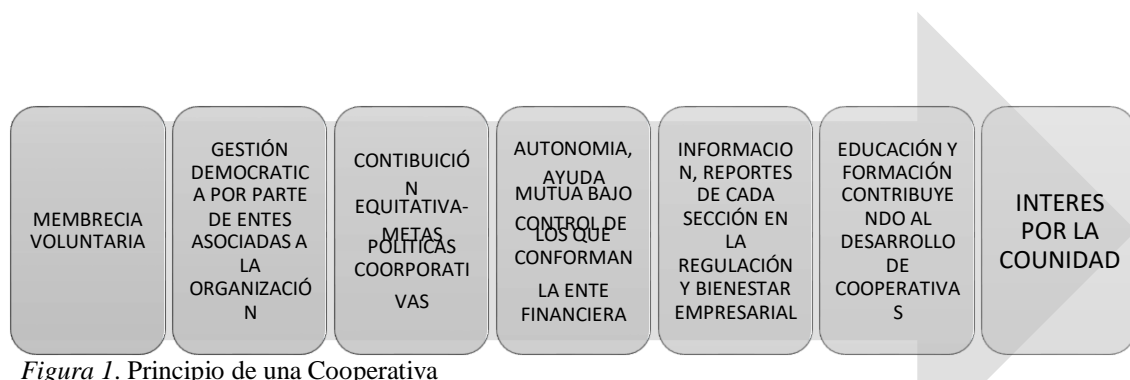 MEMBRECIA
VOLUNTARIA
GESTIÓN
DEMOCRATIC
A POR PARTE
DE ENTES
ASOCIADAS A
LA
ORGANIZACIÓ
N
CONTIBUICIÓ
N
EQUITATIVA-
METAS
POLITICAS
COORPORATI
VAS
AUTONOMIA,
AYUDA
MUTUA BAJO
CONTROL DE
LOS QUE
CONFORMAN
LA ENTE
FINANCIERA
INFORMACIO
N, REPORTES
DE CADA
SECCIÓN EN
LA
REGULACIÓN
Y BIENESTAR
EMPRESARIAL
EDUCACIÓN Y
FORMACIÓN
CONTRIBUYE
NDO AL
DESARROLLO
DE
COOPERATIVA
S
INTERES
POR LA
COUNIDAD
Figura 1. Principio de una Cooperativa